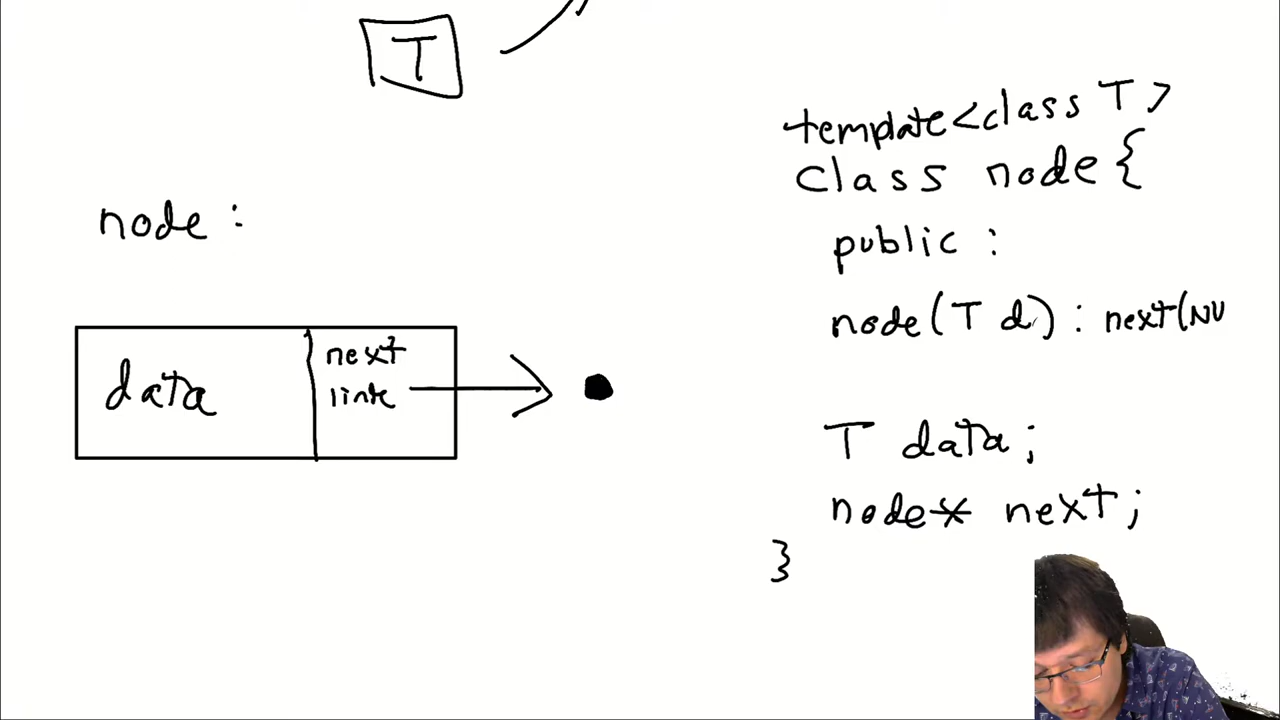 T
template<class T>
class node{
public :
node(T d) : next(NU
node :
next
data
link
T data;
node* next;
}